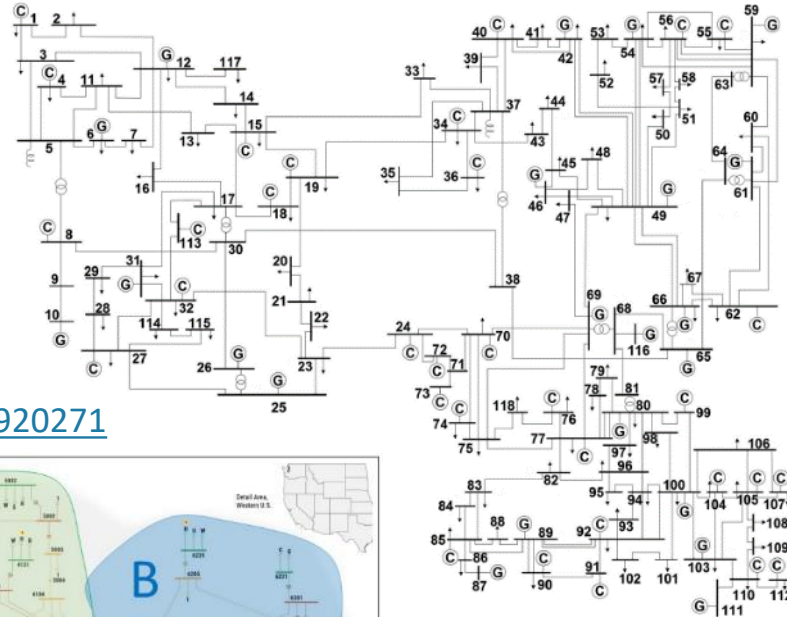 C G C G C 59 G
1 2 40 41 42 53 54 56 55
3 C 4 11 G 12 117 33 39 52 57 58 63
14 37 44 50 51 60
5 6 G 7 13 15 C 34 C 43 64 G 61
16 C 19 35 36 C 45 48
17 C 18 G 46 47 49 G
C 8 113 C 30 38 67
9 29 31 G C 32 20 21 69 G 68 66 62 C
10 G 28 114 115 22 24 C 70 C 116 G G 65
27 C 26 G G 23 72 C 71 79 81
25 73 C 74 C 118 C 76 78 80 C 99
75 77 C G 97 98 106
920271
82 96 100 C 104 C 105 C 107
83 95 94 G 108
84 88 G 89 92 C 93 109
85 C 86 G 87 90 91 C 102 101 G 103 110 C C
G 111
Detail Area,
Western U.S.
B